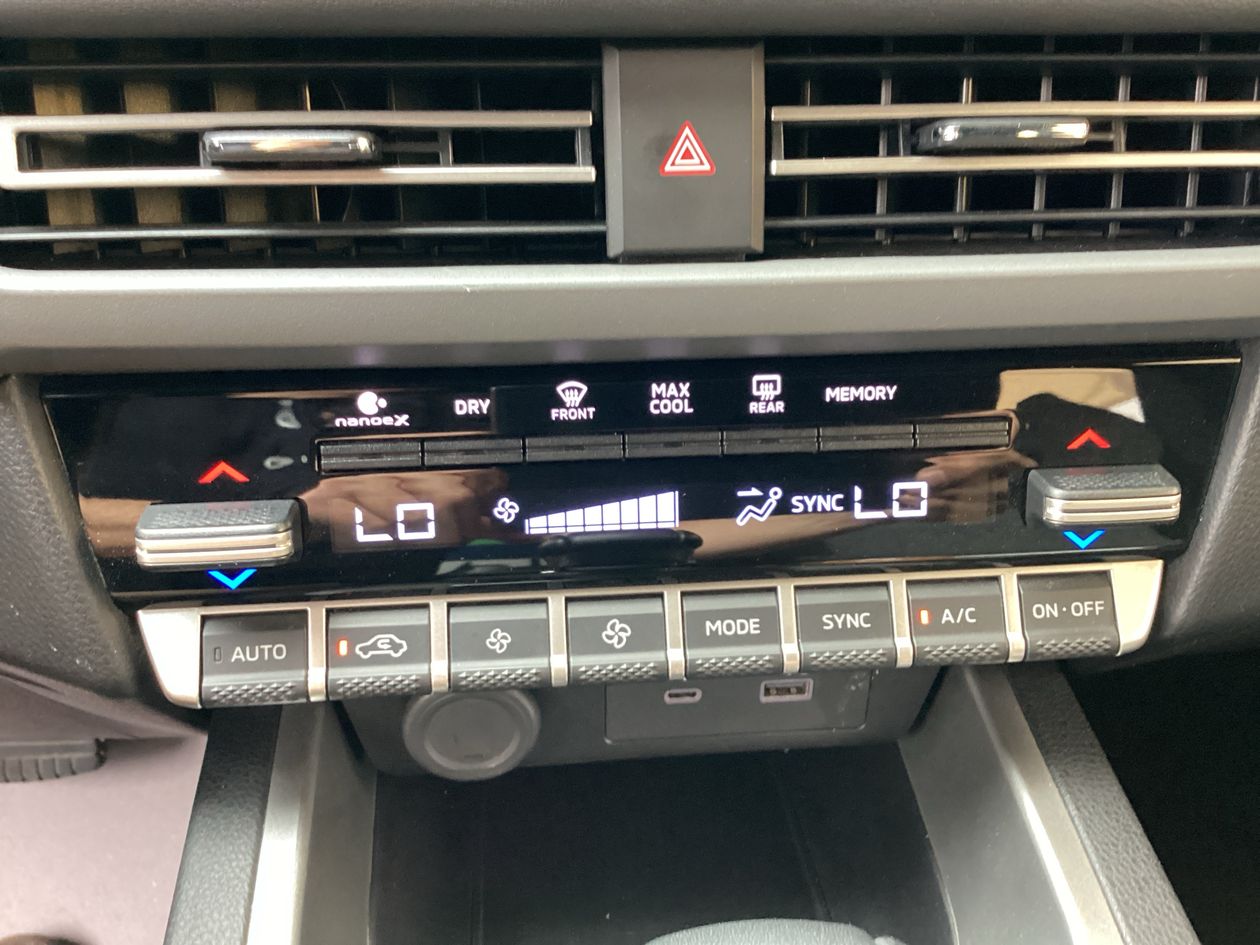 nanoeX
DRY
FRONT
MAX
COOL
REAR
MEMORY
LO
SYNC
LO
AUTO
MODE
SYNC
A/C
ON·OFF